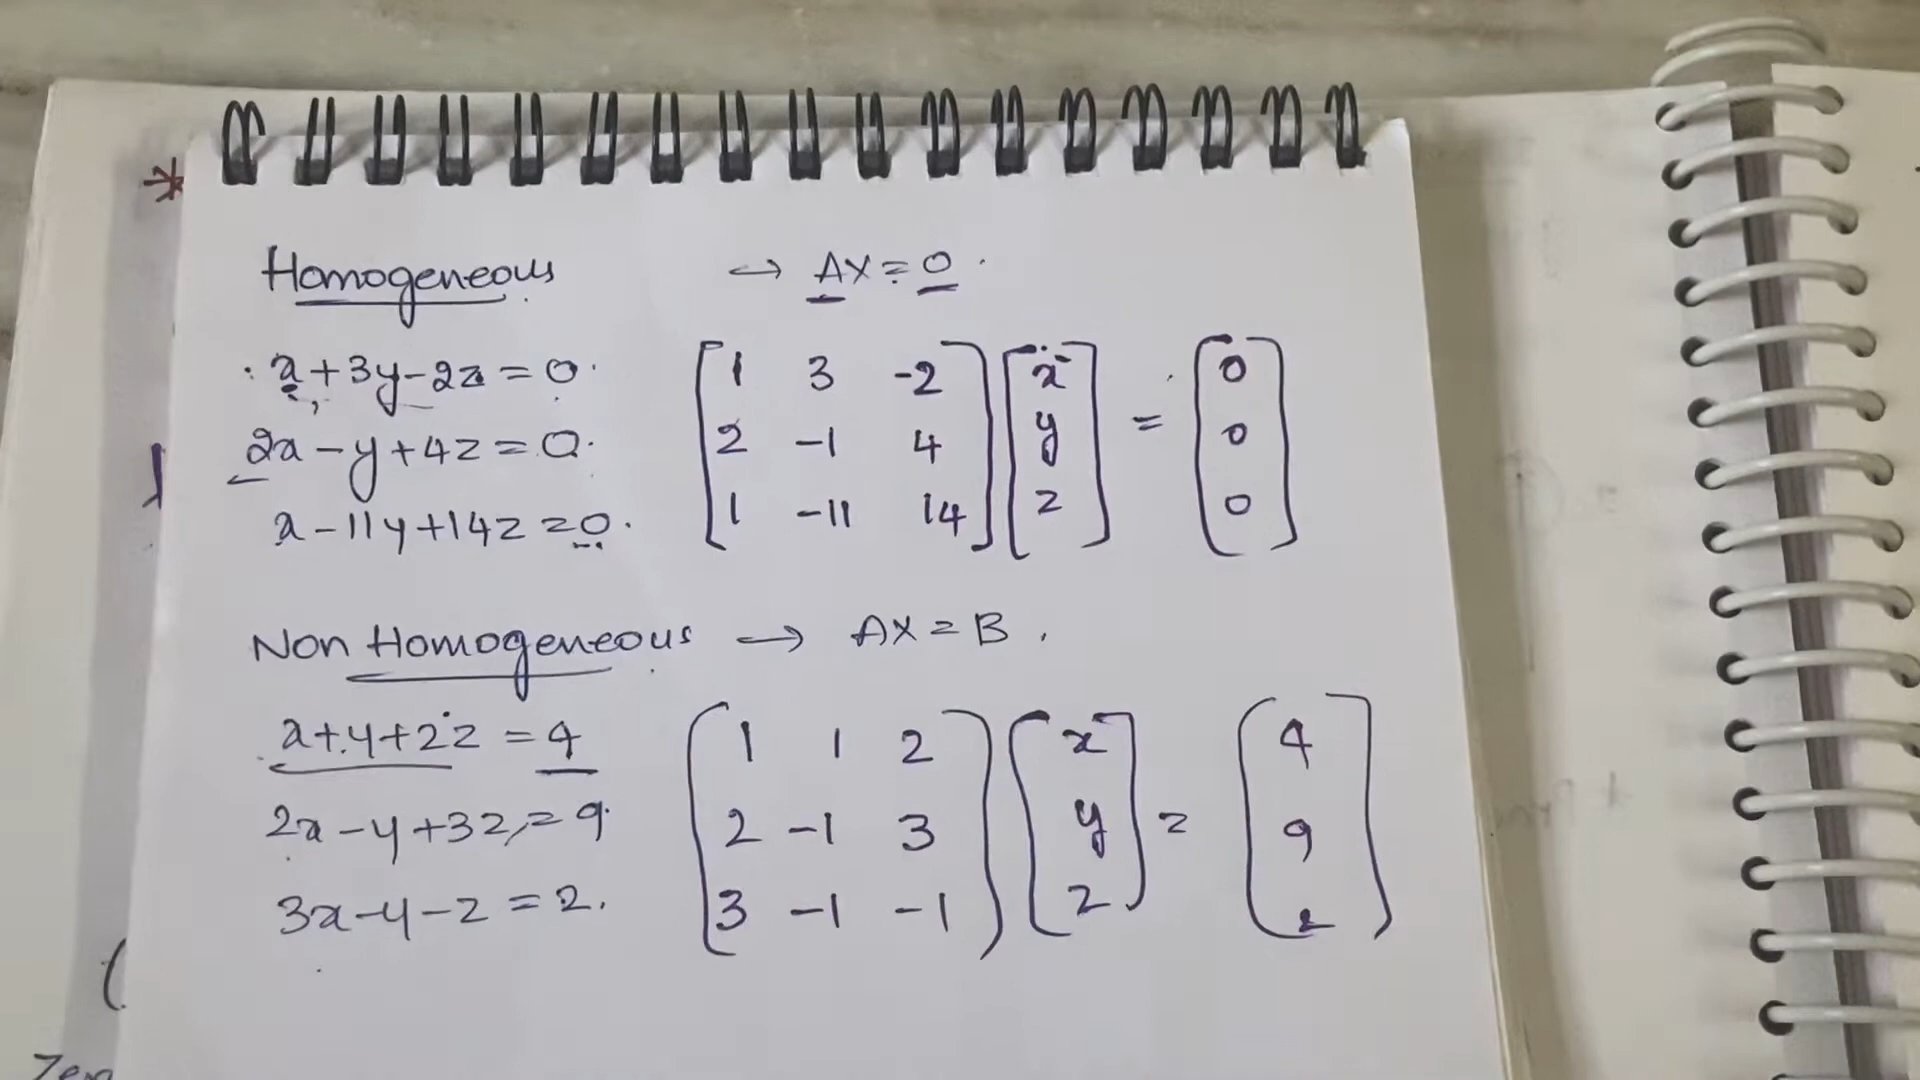 Homogeneous → AX = 0.
x + 3y - 2z = 0.
2x - y + 4z = 0.
x - 11y + 14z = 0.
[1 3 -2] [x] = [0]
[2 -1 4] [y] [0]
[1 -11 14] [z] [0]
Non Homogeneous → AX = B.
x + y + 2z = 4
2x - y + 3z = 9.
3x - y - z = 2.
[1 1 2] [x] = [4]
[2 -1 3] [y] [9]
[3 -1 -1] [z] [2]